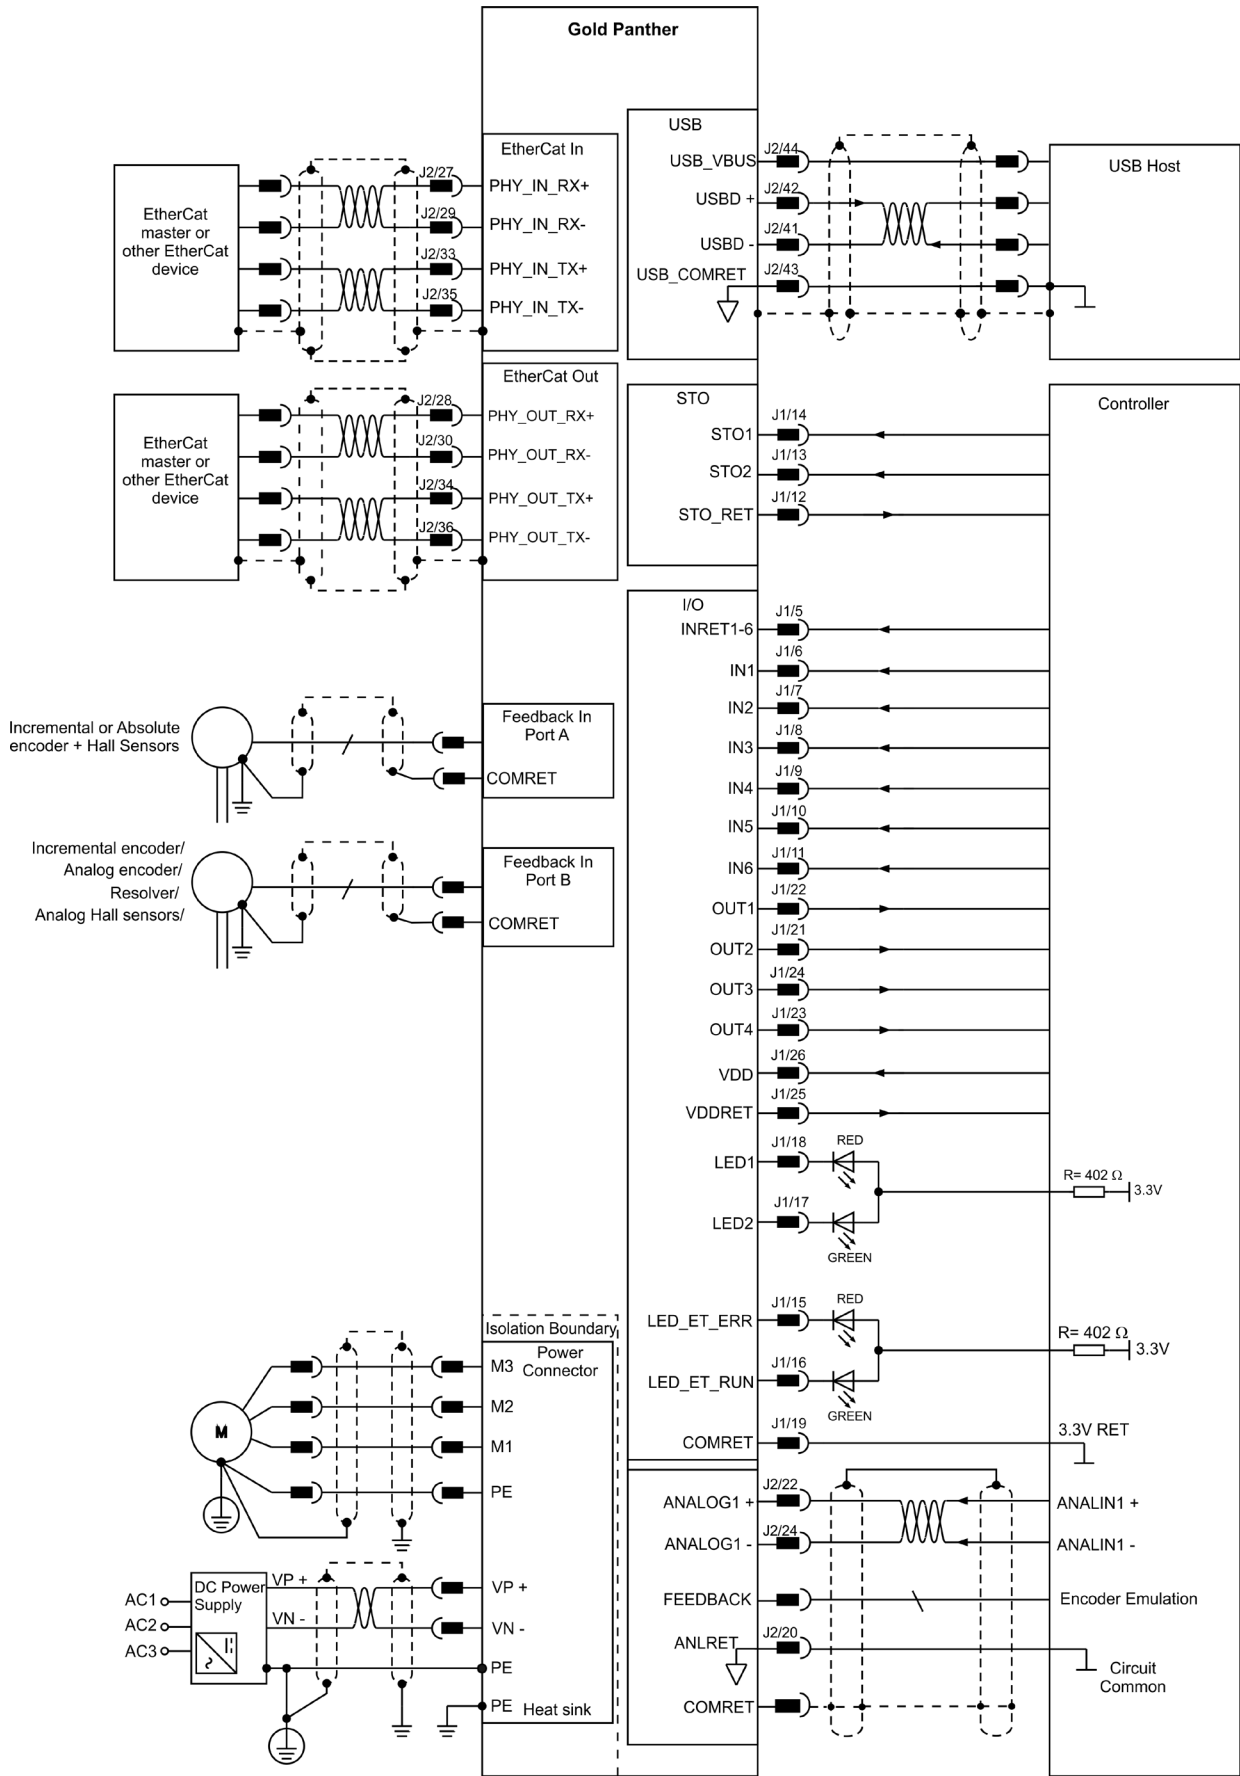 Gold Panther
EtherCat In
EtherCat
master or
other EtherCat
device
J2/27
PHY_IN_RX+
J2/29
PHY_IN_RX-
J2/33
PHY_IN_TX+
J2/35
PHY_IN_TX-
EtherCat Out
EtherCat
master or
other EtherCat
device
J2/28
PHY_OUT_RX+
J2/30
PHY_OUT_RX-
J2/34
PHY_OUT_TX+
J2/36
PHY_OUT_TX-
Incremental or Absolute
encoder + Hall Sensors
Feedback In
Port A
COMRET
Incremental encoder/
Analog encoder/
Resolver/
Analog Hall sensors/
Feedback In
Port B
COMRET
Isolation Boundary
Power
Connector
M
M3
M2
M1
PE
AC1
AC2
AC3
DC Power
Supply
VP +
VN -
VP +
VN -
PE
PE
Heat sink
USB
USB_VBUS
J2/44
USBD +
J2/42
USBD -
J2/41
USB_COMRET
J2/43
USB Host
STO
STO1
J1/14
STO2
J1/13
STO_RET
J1/12
Controller
I/O
INRET1-6
J1/5
IN1
J1/6
IN2
J1/7
IN3
J1/8
IN4
J1/9
IN5
J1/10
IN6
J1/11
OUT1
J1/22
OUT2
J1/21
OUT3
J1/24
OUT4
J1/23
VDD
J1/26
VDDRET
J1/25
LED1
J1/18
RED
LED2
J1/17
GREEN
R= 402 Ω
3.3V
LED_ET_ERR
J1/15
RED
LED_ET_RUN
J1/16
GREEN
R= 402 Ω
3.3V
COMRET
J1/19
3.3V RET
ANALOG1 +
J2/22
ANALIN1 +
ANALOG1 -
J2/24
ANALIN1 -
FEEDBACK
Encoder Emulation
ANLRET
J2/20
Circuit
Common
COMRET